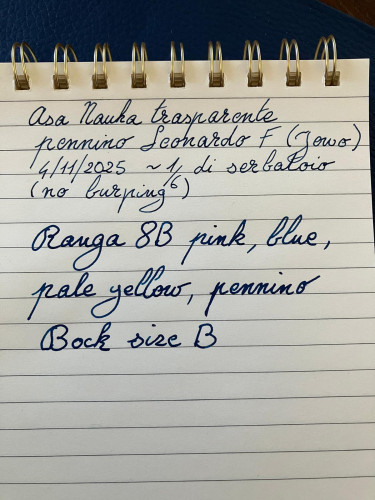 Asa Nauka trasparente
pennino Leonardo F (Jowo)
4/11/2025 ~ 1/6 di serbatoio
(no burping)
Ranga 8B pink, blue,
pale yellow, pennino
Bock size B